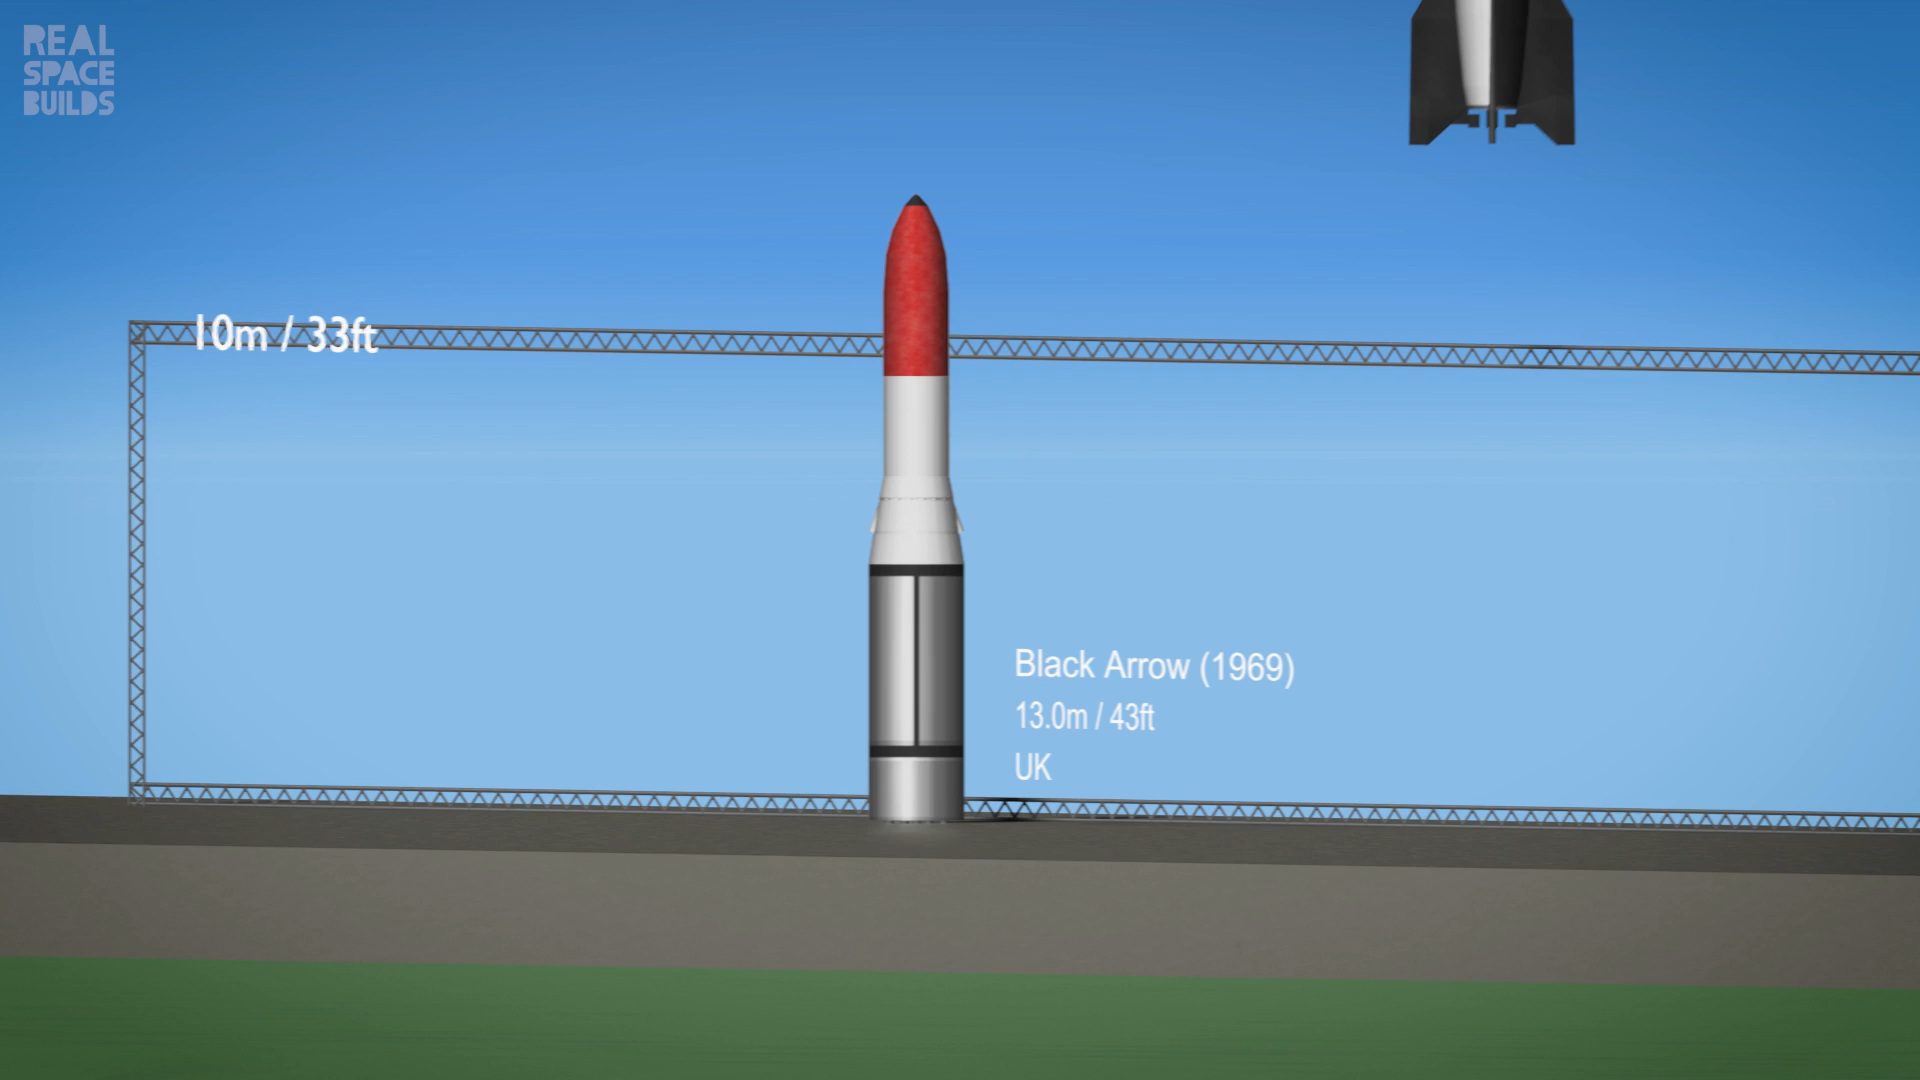 REAL
SPACE
BUILDS
10m / 33ft
Black Arrow (1969)
13.0m / 43ft
UK